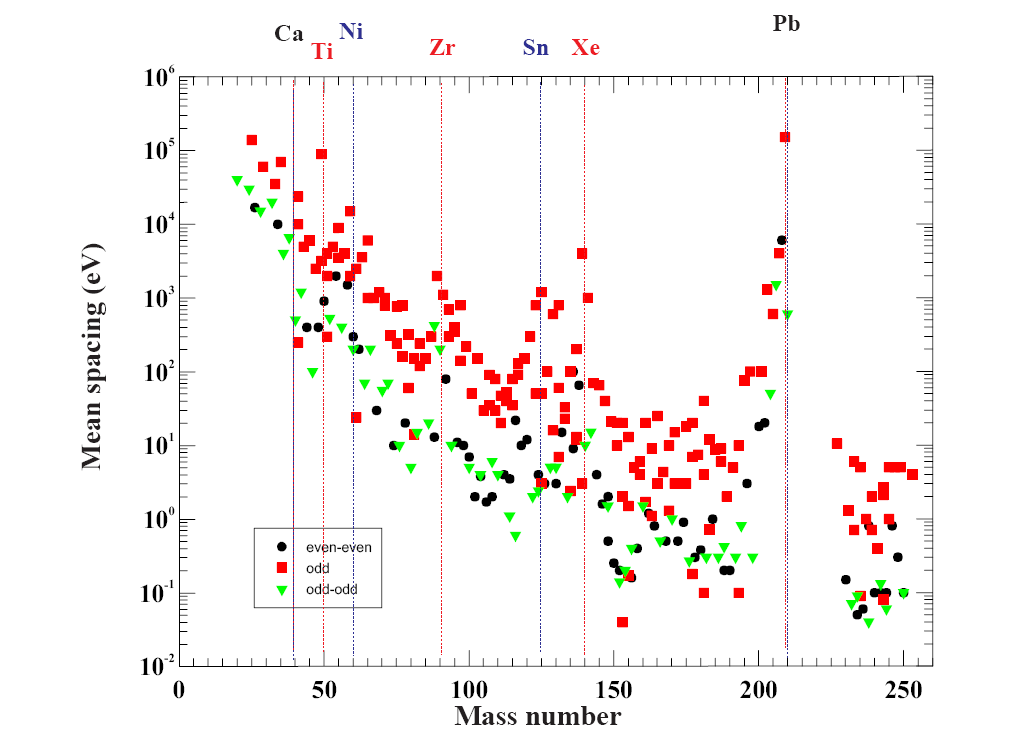 Ca
Ti
Ni
Zr
Sn
Xe
Pb
10^6
10^5
10^4
10^3
10^2
10^1
10^0
10^-1
10^-2
Mean spacing (eV)
even-even
odd
odd-odd
0 50 100 150 200 250
Mass number